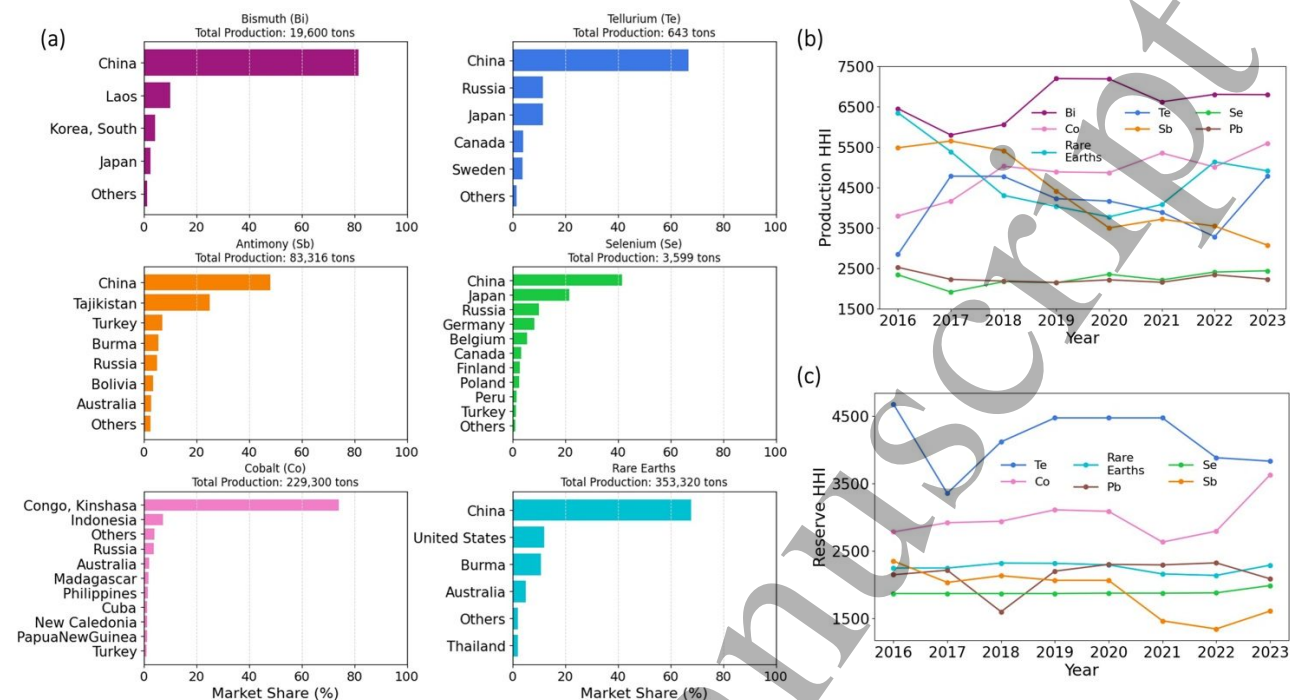 (a)
Bismuth (Bi)
Total Production: 19,600 tons
China
Laos
Korea, South
Japan
Others
0 20 40 60 80 100
Tellurium (Te)
Total Production: 643 tons
China
Russia
Japan
Canada
Sweden
Others
0 20 40 60 80 100
Antimony (Sb)
Total Production: 83,316 tons
China
Tajikistan
Turkey
Burma
Russia
Bolivia
Australia
Others
0 20 40 60 80 100
Selenium (Se)
Total Production: 3,599 tons
China
Japan
Russia
Germany
Belgium
Canada
Finland
Poland
Peru
Turkey
Others
0 20 40 60 80 100
Cobalt (Co)
Total Production: 229,300 tons
Congo, Kinshasa
Indonesia
Others
Russia
Australia
Madagascar
Philippines
Cuba
New Caledonia
PapuaNewGuinea
Turkey
0 20 40 60 80 100
Market Share (%)
Rare Earths
Total Production: 353,320 tons
China
United States
Burma
Australia
Others
Thailand
0 20 40 60 80 100
Market Share (%)
(b)
Production HHI
7500
6500
5500
4500
3500
2500
1500
Bi Te Se
Co Sb Pb
Rare
Earths
2016 2017 2018 2019 2020 2021 2022 2023
Year
(c)
Reserve HHI
4500
3500
2500
1500
Te Rare Se
Earths
Co Pb Sb
2016 2017 2018 2019 2020 2021 2022 2023
Year
nuscript